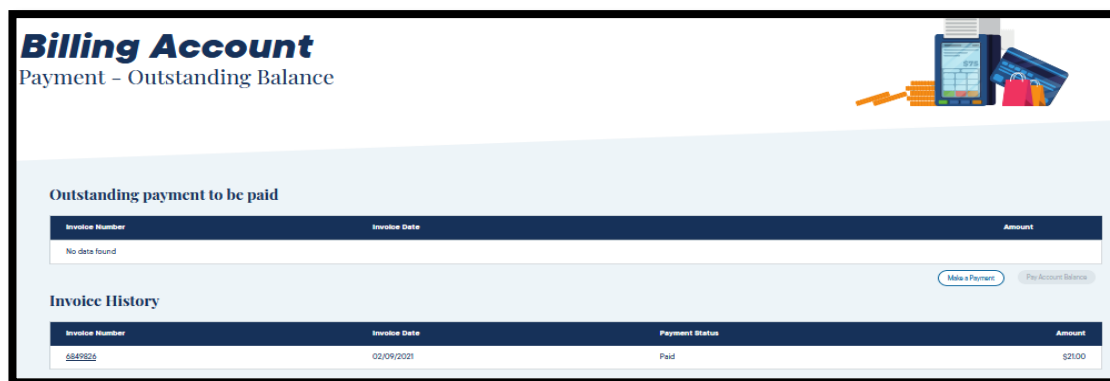 Billing Account
Payment - Outstanding Balance
STS
Outstanding payment to be paid
Invoice Number Invoice Date Amount
No data found
Make a Payment Pay Account Balance
Invoice History
Invoice Number Invoice Date Payment Status Amount
6849826 02/09/2021 Paid $21.00